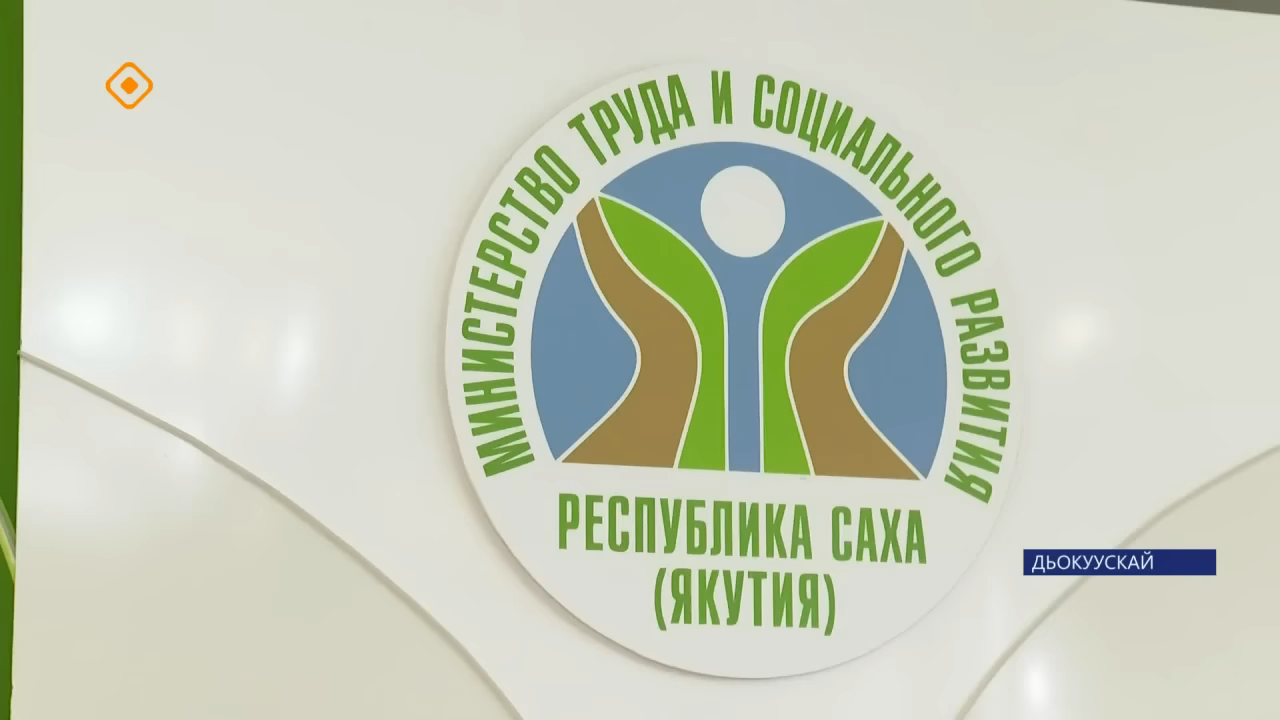 МИНИСТЕРСТВО ТРУДА И СОЦИАЛЬНОГО РАЗВИТИЯ
РЕСПУБЛИКА САХА
(ЯКУТИЯ)
ДЬОКУУСКАЙ